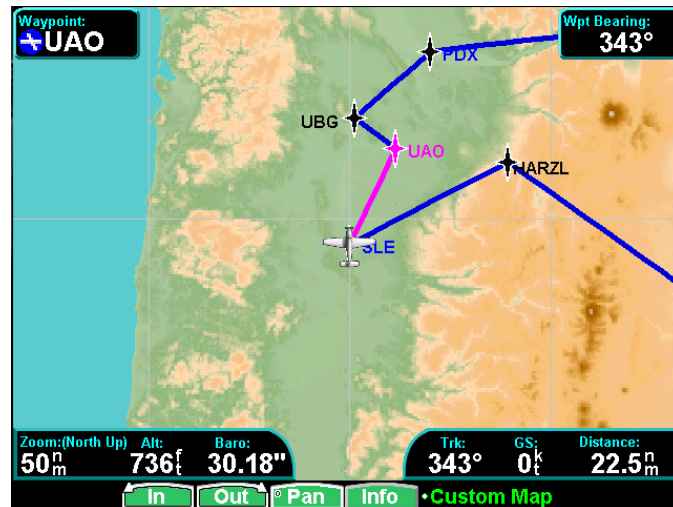 Waypoint:
UAO
Wpt Bearing:
343°
PDX
UBG
UAO
HARZL
SLE
Zoom:(North Up) Alt: Baro:
50nm 736ft 30.18"
Trk: GS: Distance:
343° 0kt 22.5nm
In Out Pan Info Custom Map